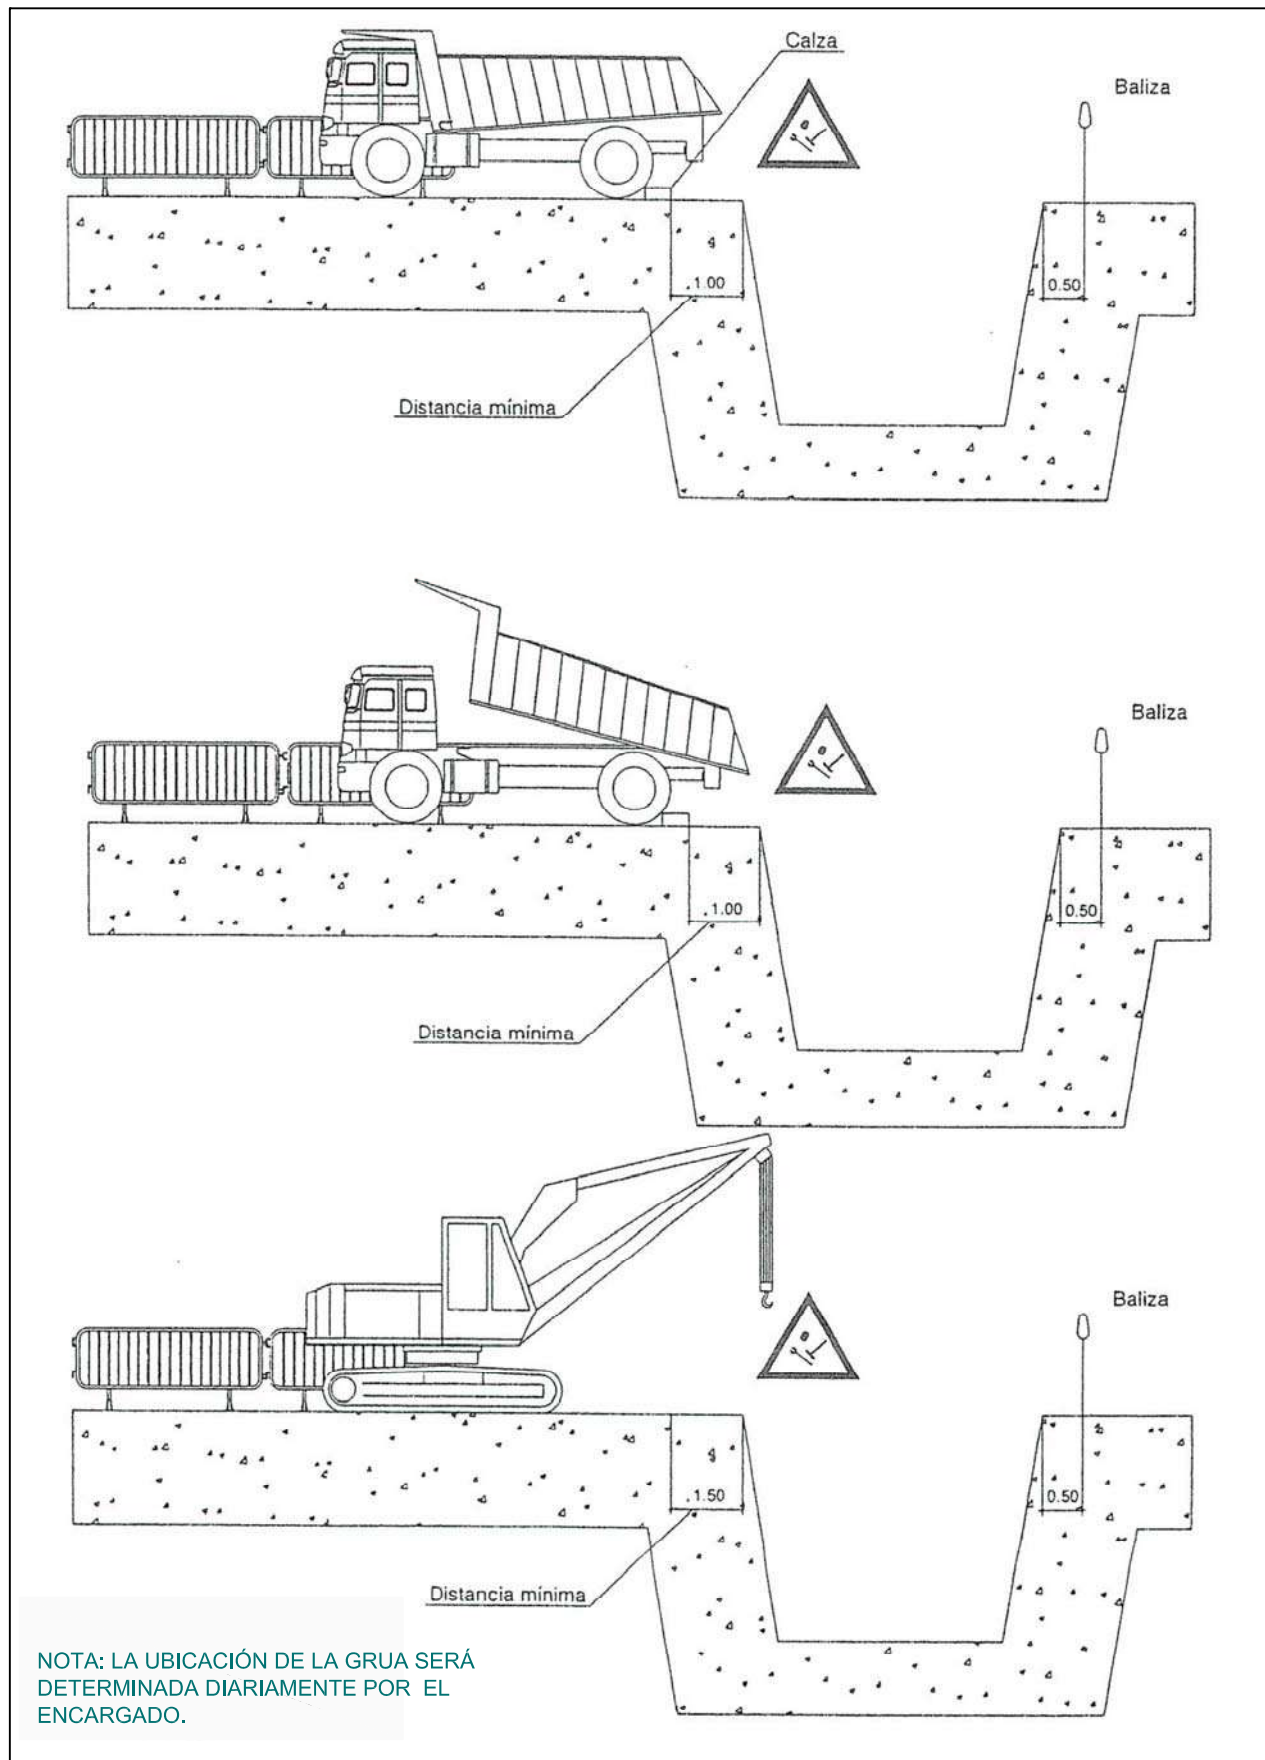 Calza
Baliza
.1.00
0.50
Distancia mínima
Baliza
.1.00
0.50
Distancia mínima
Baliza
.1.50
0.50
Distancia mínima
NOTA: LA UBICACIÓN DE LA GRUA SERÁ
DETERMINADA DIARIAMENTE POR EL
ENCARGADO.